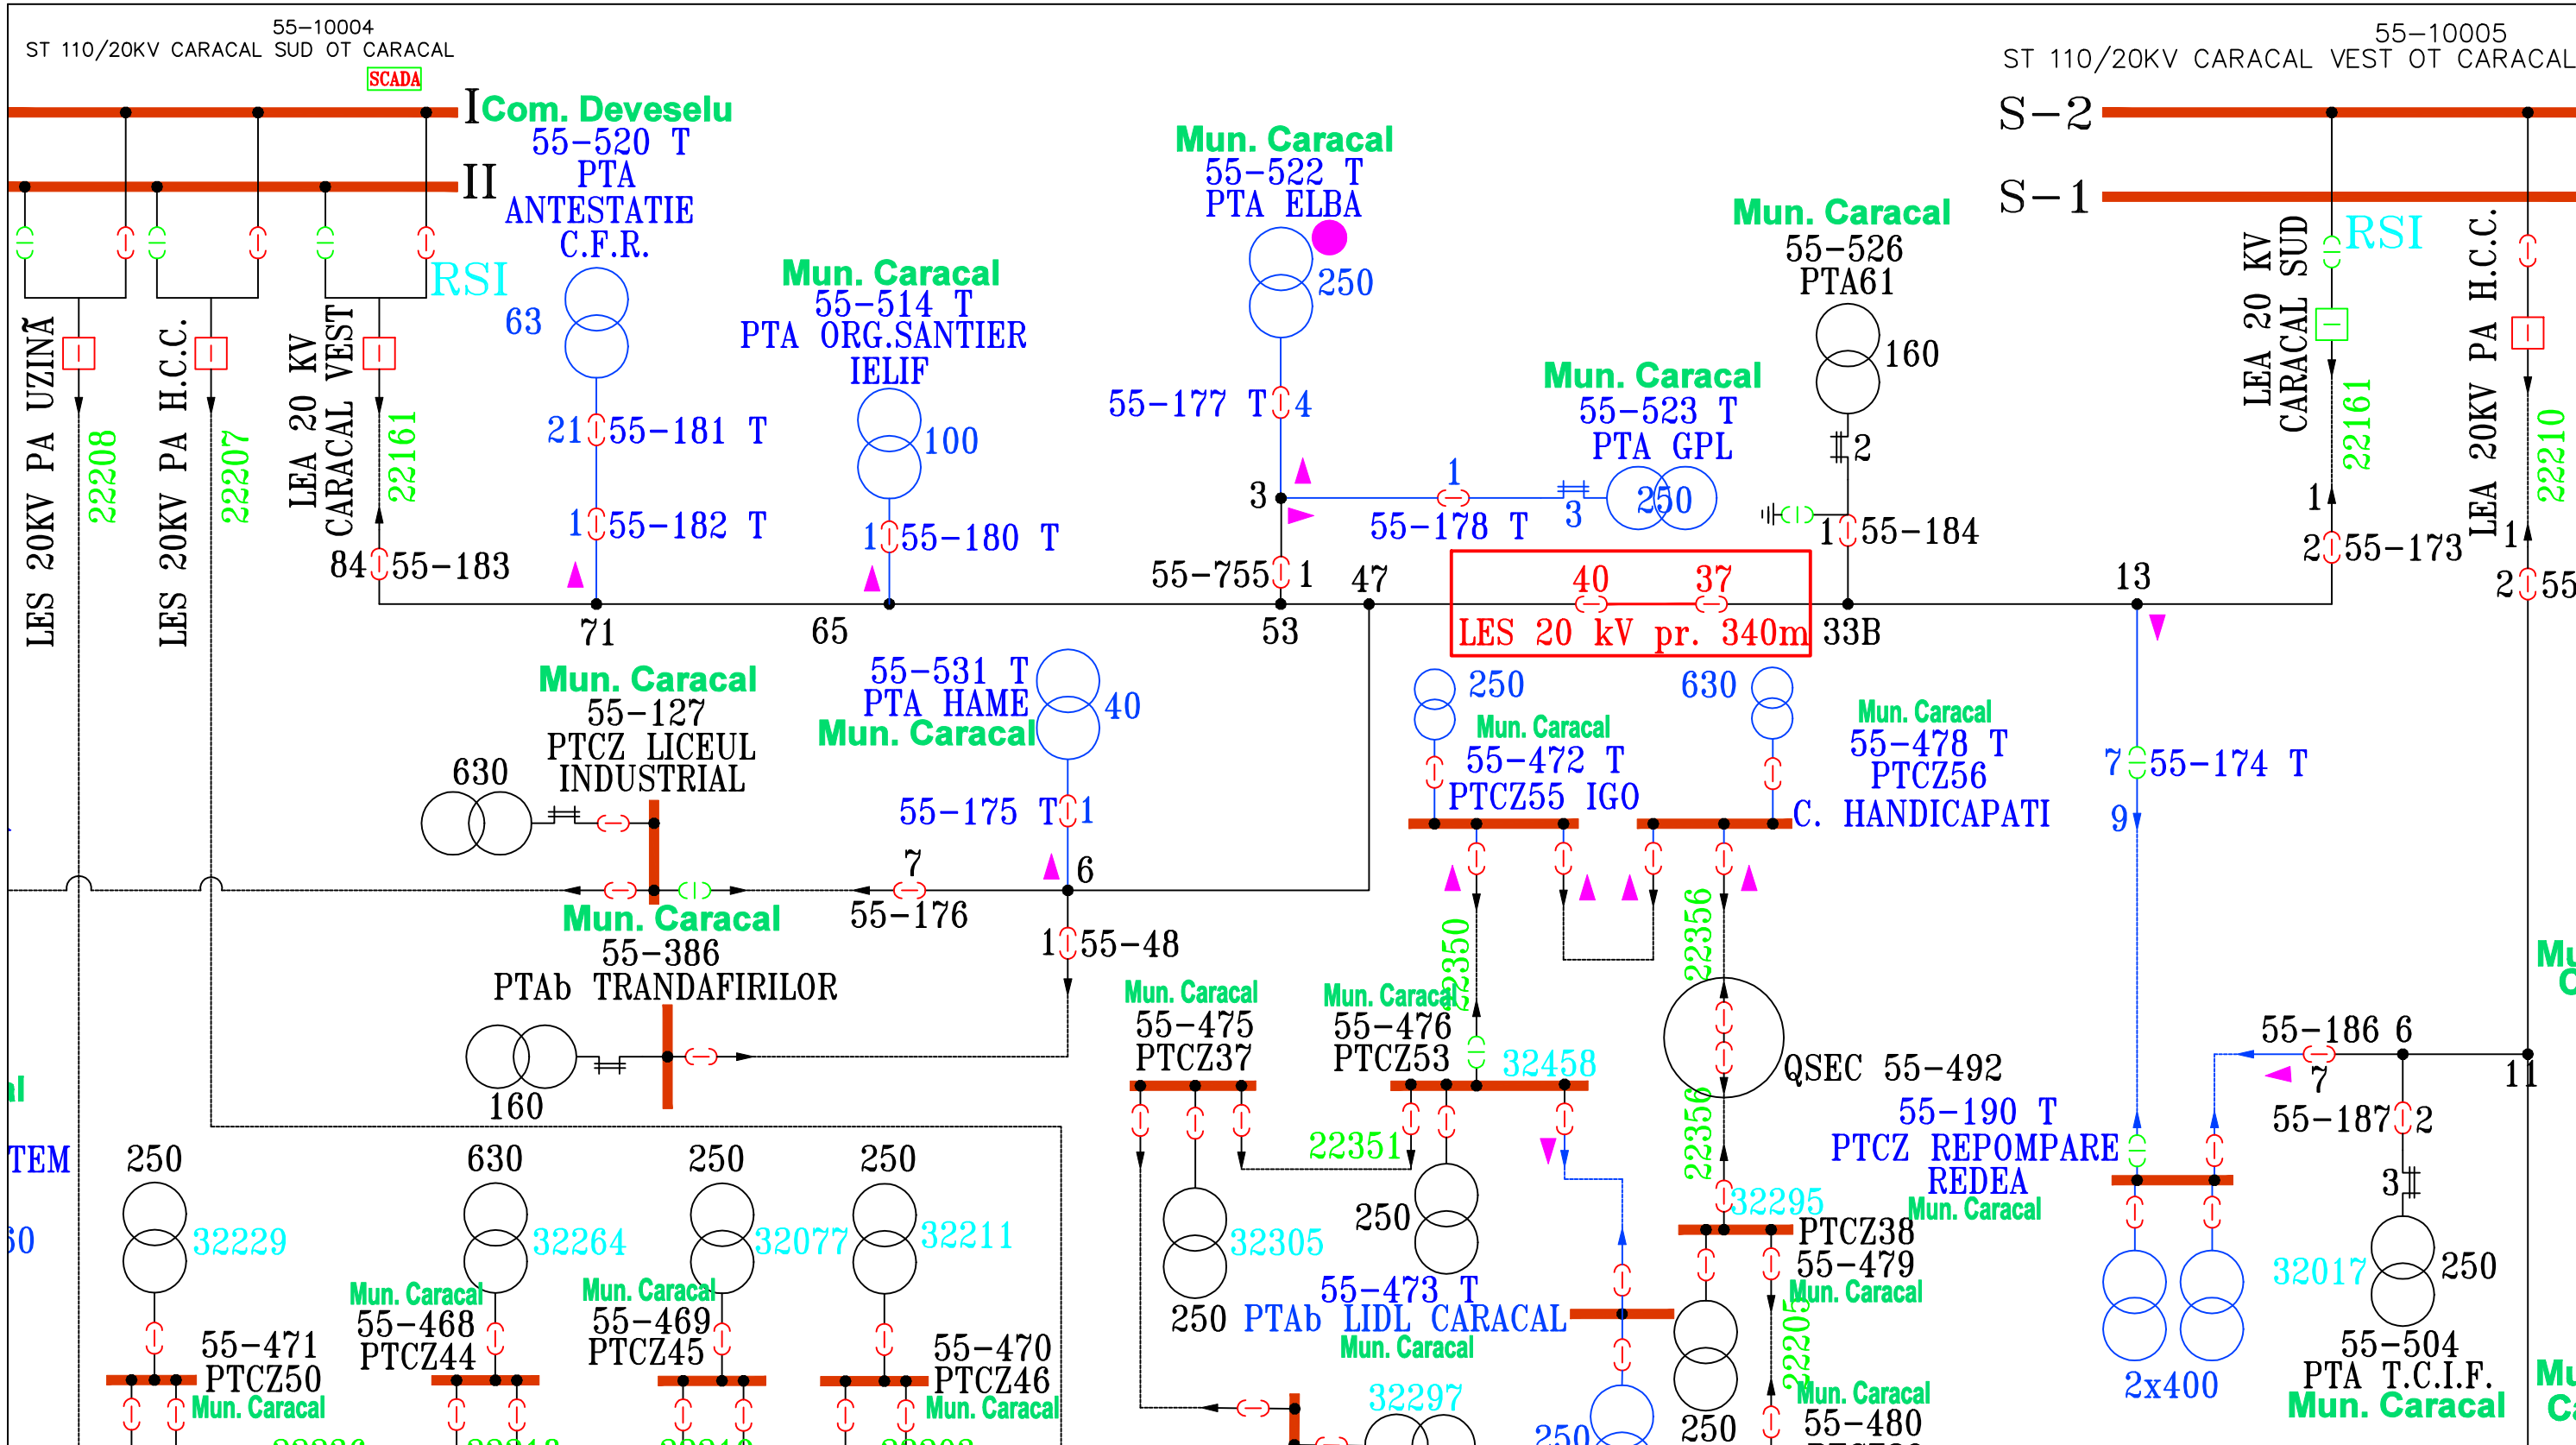 55-10004
ST 110/20KV CARACAL SUD OT CARACAL
SCADA
I
II
LES 20KV PA UZINĂ
22208
LES 20KV PA H.C.C.
22207
LEA 20 KV
CARACAL VEST
22161
RSI
84
55-183
Com. Deveselu
55-520 T
PTA
ANTESTATIE
C.F.R.
63
21
55-181 T
1
55-182 T
71
Mun. Caracal
55-514 T
PTA ORG.SANTIER
IELIF
100
1
55-180 T
65
Mun. Caracal
55-522 T
PTA ELBA
250
55-177 T
4
3
55-755
1
53
47
Mun. Caracal
55-523 T
PTA GPL
1
250
3
55-178 T
40
37
LES 20 kV pr. 340m
Mun. Caracal
55-526
PTA61
160
2
1
55-184
33B
55-10005
ST 110/20KV CARACAL VEST OT CARACAL
S-2
S-1
LEA 20 KV
CARACAL SUD
RSI
22161
1
2
55-173
LEA 20KV PA H.C.C.
22210
1
2
55
13
7
55-174 T
9
Mun. Caracal
55-127
PTCZ LICEUL
INDUSTRIAL
630
55-531 T
PTA HAME
Mun. Caracal
40
55-175 T
1
7
6
55-176
1
55-48
Mun. Caracal
55-386
PTAb TRANDAFIRILOR
160
250
Mun. Caracal
55-472 T
PTCZ55 IGO
630
Mun. Caracal
55-478 T
PTCZ56
C. HANDICAPATI
22350
22356
QSEC 55-492
22356
Mun. Caracal
55-475
PTCZ37
32305
250
Mun. Caracal
55-476
PTCZ53
32458
22351
250
55-473 T
PTAb LIDL CARACAL
Mun. Caracal
250
32297
32295
PTCZ38
55-479
Mun. Caracal
22205
250
Mun. Caracal
55-480
55-190 T
PTCZ REPOMPARE
REDEA
Mun. Caracal
2x400
55-186
6
7
11
55-187
2
3
32017
250
55-504
PTA T.C.I.F.
Mun. Caracal
TEM
250
32229
55-471
PTCZ50
Mun. Caracal
630
32264
Mun. Caracal
55-468
PTCZ44
250
32077
Mun. Caracal
55-469
PTCZ45
250
32211
55-470
PTCZ46
Mun. Caracal